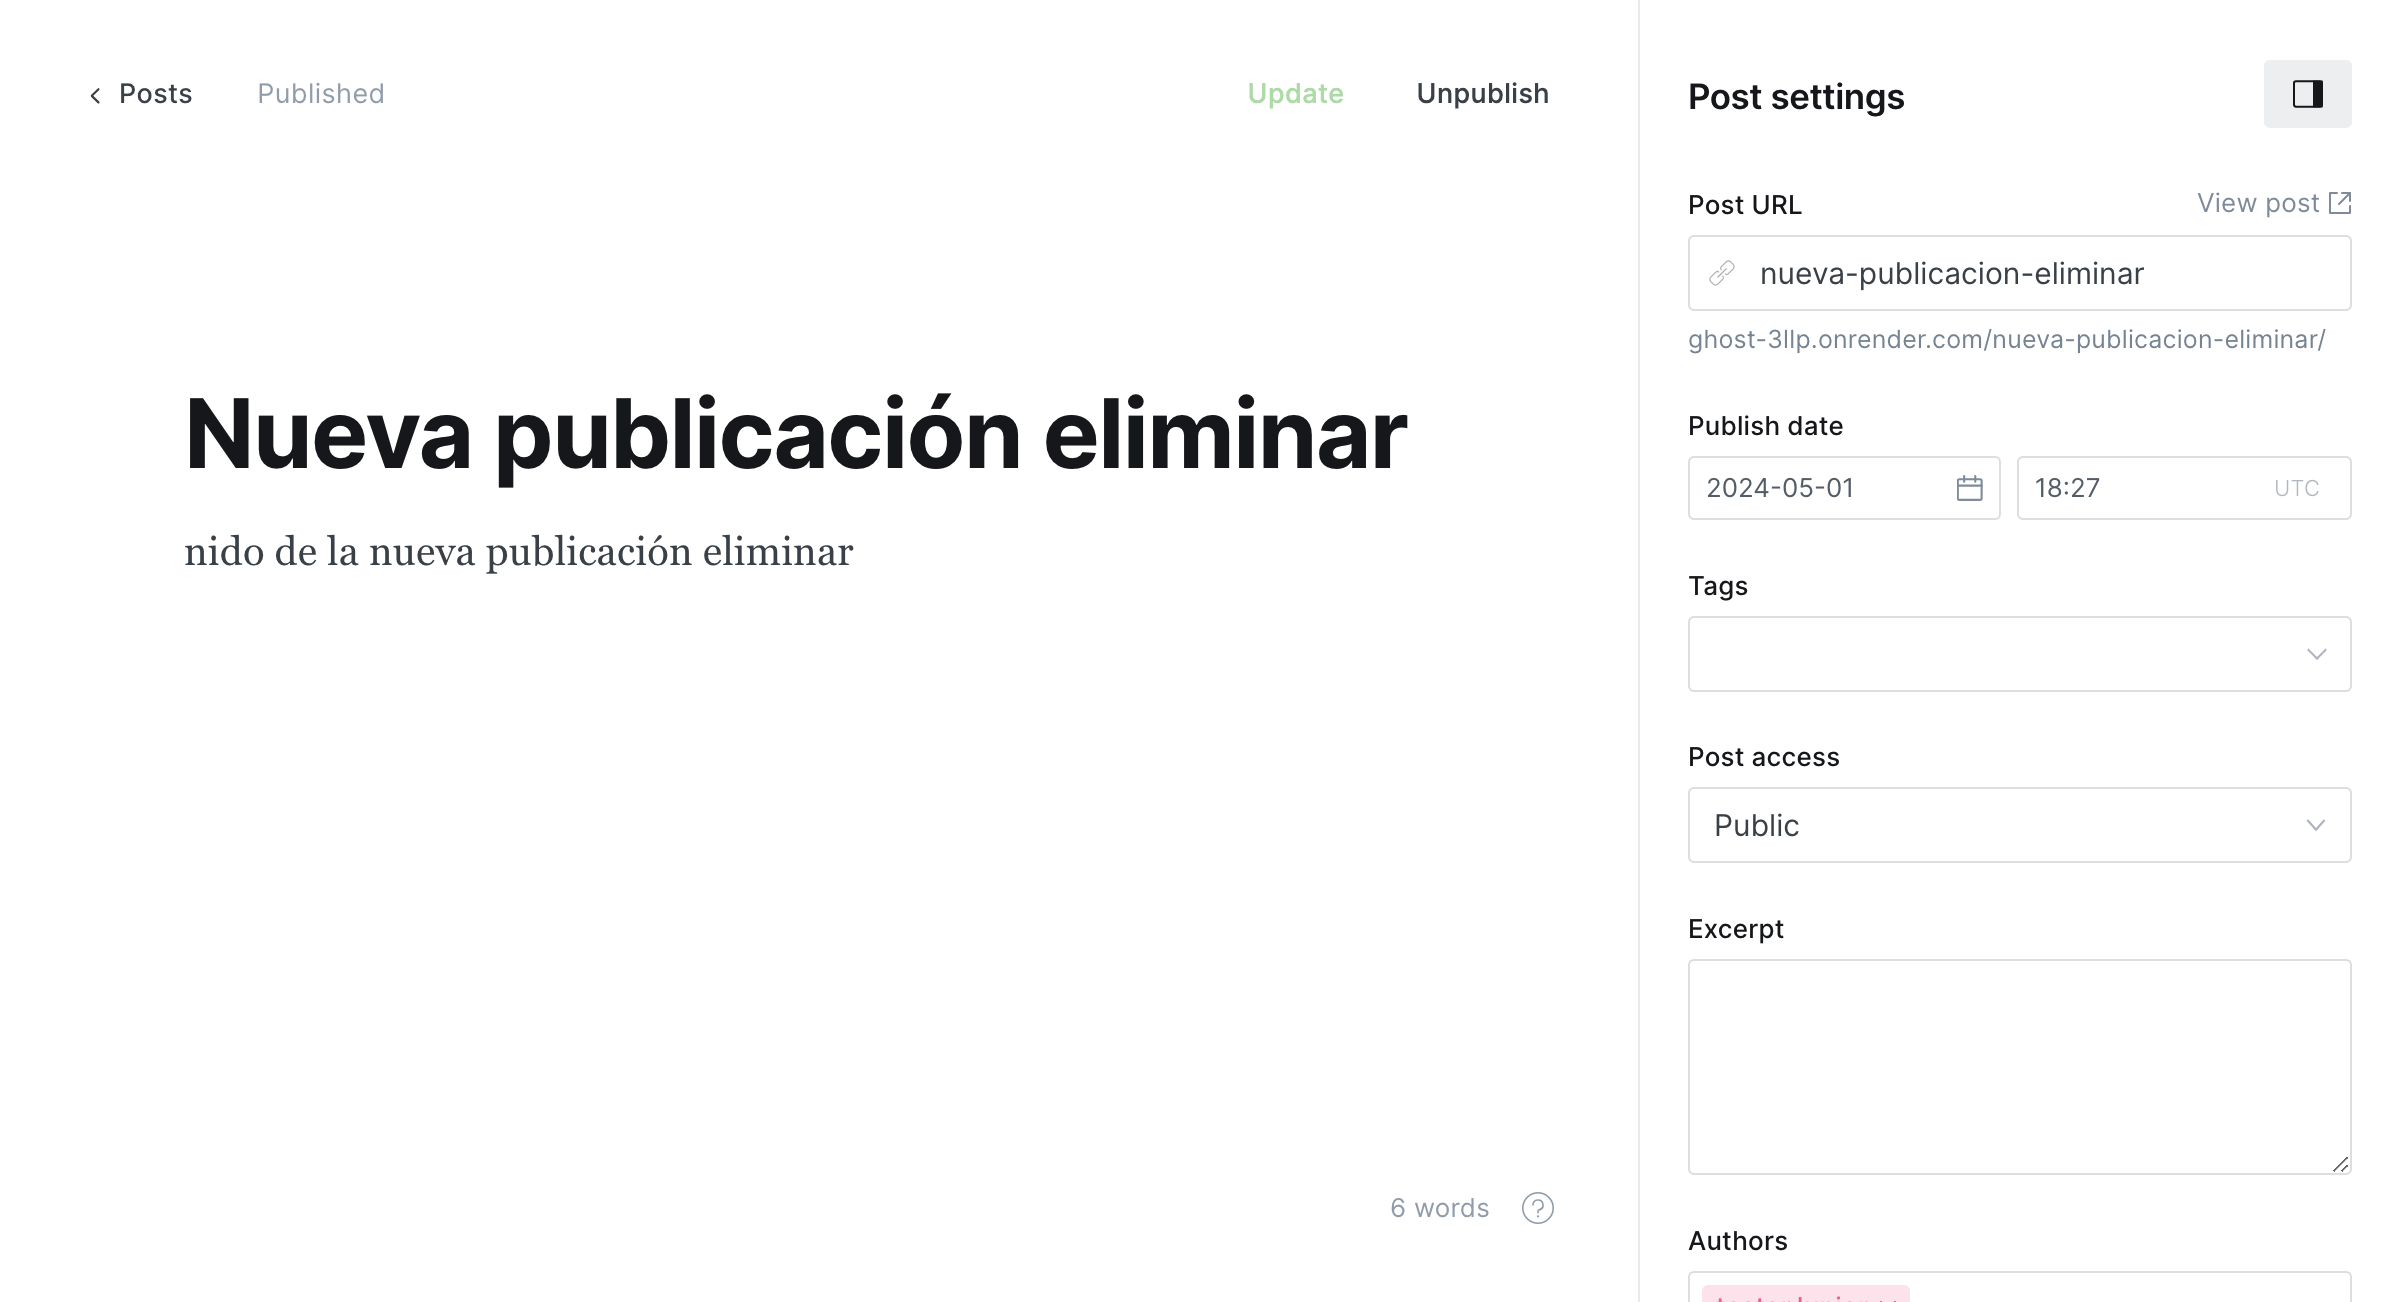 Posts
Published
Update
Unpublish
Nueva publicación eliminar
nido de la nueva publicación eliminar
6 words
?
Post settings
Post URL
View post
nueva-publicacion-eliminar
ghost-3llp.onrender.com/nueva-publicacion-eliminar/
Publish date
2024-05-01
18:27 UTC
Tags
Post access
Public
Excerpt
Authors